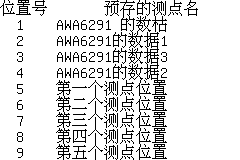 位置号 预存的测点名
1 AWA6291 的数枯
2 AWA6291的数据1
3 AWA6291的数据3
4 AWA6291的数据2
5 第一个测点位置
6 第二个测点位置
7 第三个测点位置
8 第四个测点位置
9 第五个测点位置